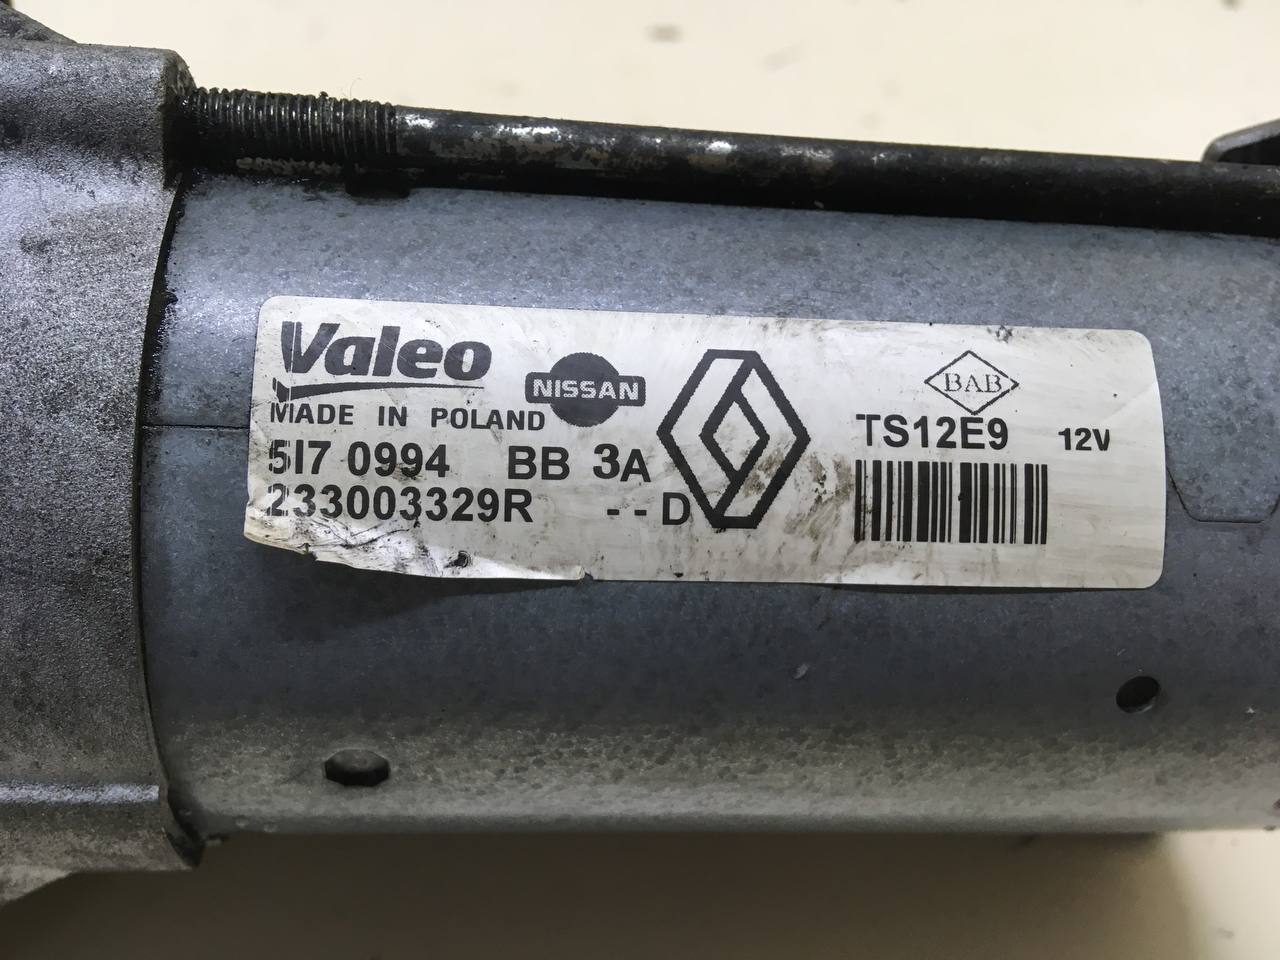 Valeo
NISSAN
MADE IN POLAND
5I7 0994 BB 3A
233003329R --D
BAB
TS12E9 12V